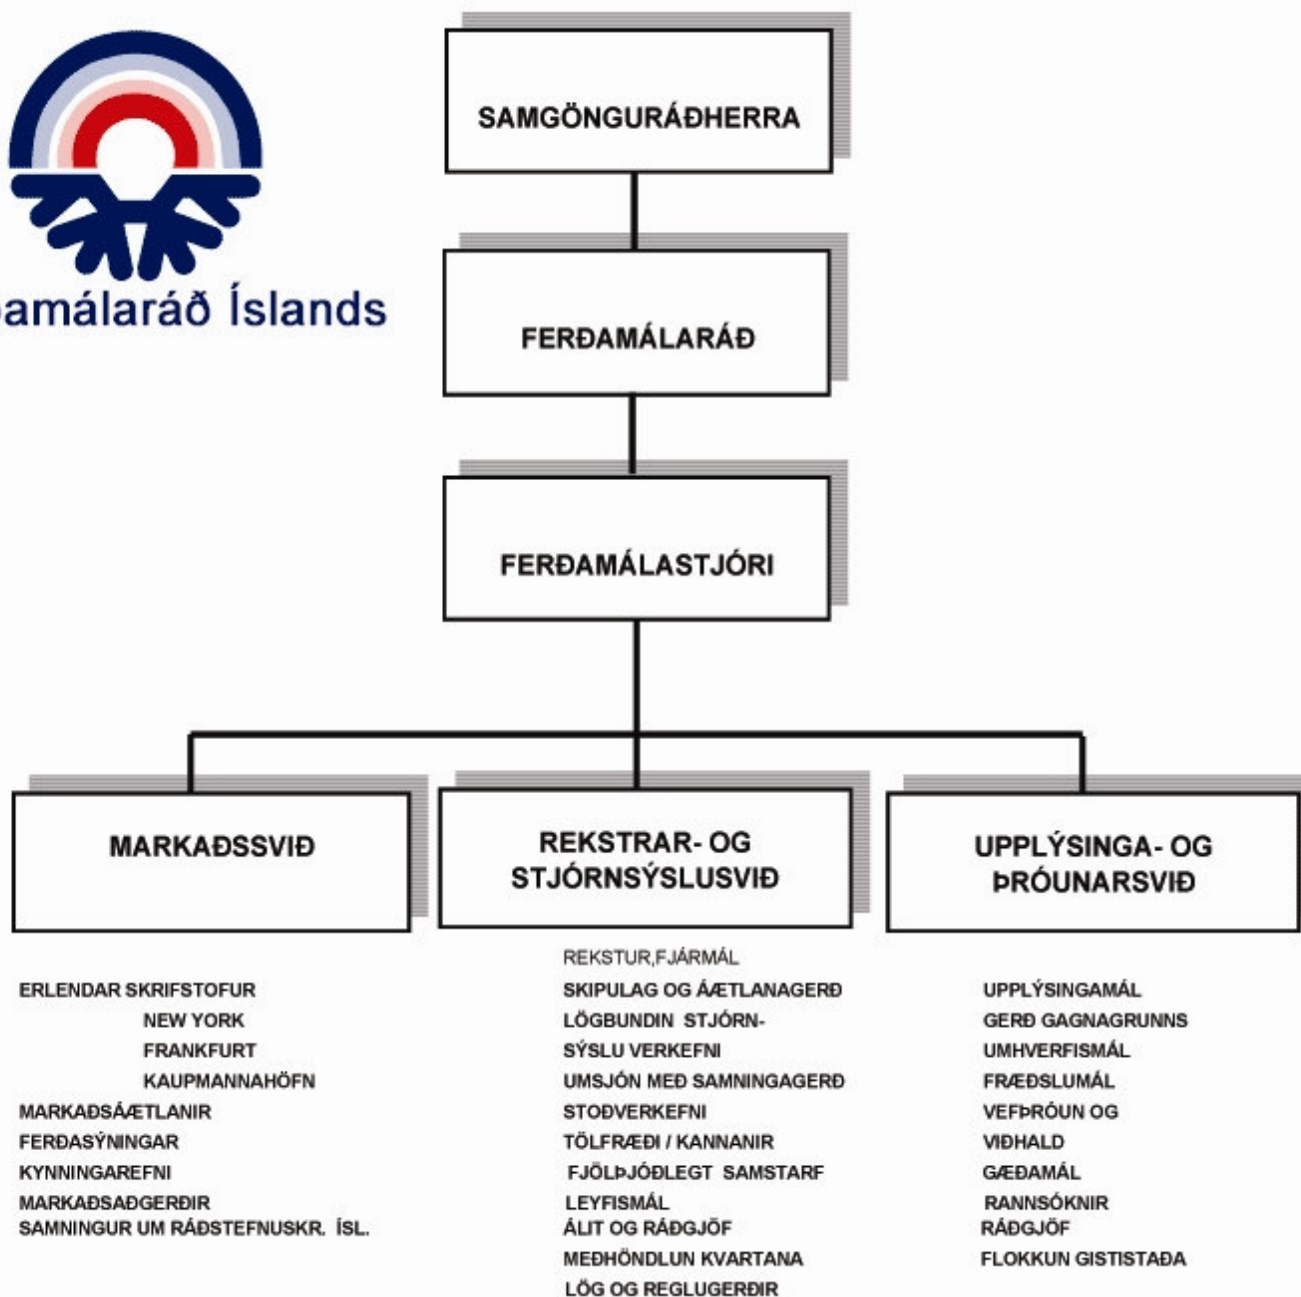 SAMGÖNGURÁÐHERRA
amálaráð Íslands
FERÐAMÁLARÁÐ
FERÐAMÁLASTJÓRI
MARKAÐSSVIÐ
REKSTRAR- OG
STJÓRNSÝSLUSVIÐ
UPPLÝSINGA- OG
ÞRÓUNARSVIÐ
ERLENDAR SKRIFSTOFUR
NEW YORK
FRANKFURT
KAUPMANNAHÖFN
MARKAÐSÁÆTLANIR
FERÐASÝNINGAR
KYNNINGAREFNI
MARKAÐSAÐGERÐIR
SAMNINGUR UM RÁÐSTEFNUSKR. ÍSL.
REKSTUR,FJÁRMÁL
SKIPULAG OG ÁÆTLANAGERÐ
LÖGBUNDIN STJÓRN-
SÝSLU VERKEFNI
UMSJÓN MEÐ SAMNINGAGERÐ
STOÐVERKEFNI
TÖLFRÆÐI / KANNANIR
FJÖLÞJÓÐLEGT SAMSTARF
LEYFISMÁL
ÁLIT OG RÁÐGJÖF
MEÐHÖNDLUN KVARTANA
LÖG OG REGLUGERÐIR
UPPLÝSINGAMÁL
GERÐ GAGNAGRUNNS
UMHVERFISMÁL
FRÆÐSLUMÁL
VEFÞRÓUN OG
VIÐHALD
GÆÐAMÁL
RANNSÓKNIR
RÁÐGJÖF
FLOKKUN GISTISTAÐA